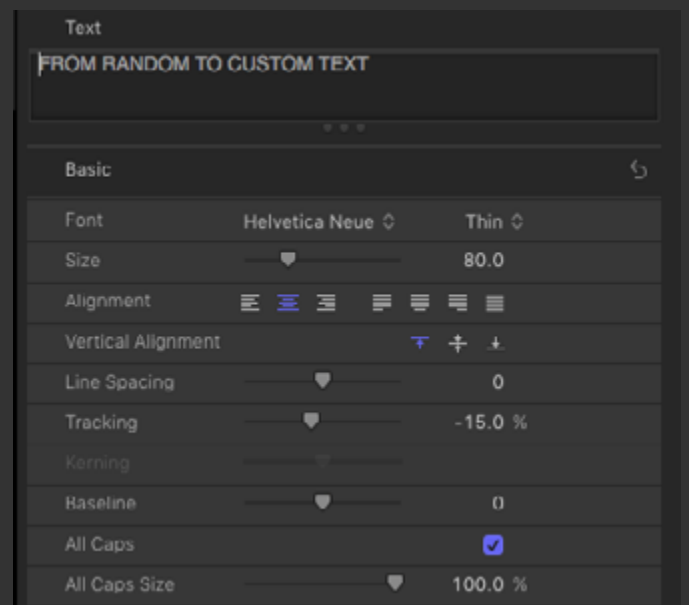 Text
FROM RANDOM TO CUSTOM TEXT
Basic
Font Helvetica Neue Thin
Size 80.0
Alignment
Vertical Alignment
Line Spacing 0
Tracking -15.0 %
Kerning
Baseline 0
All Caps
All Caps Size 100.0 %